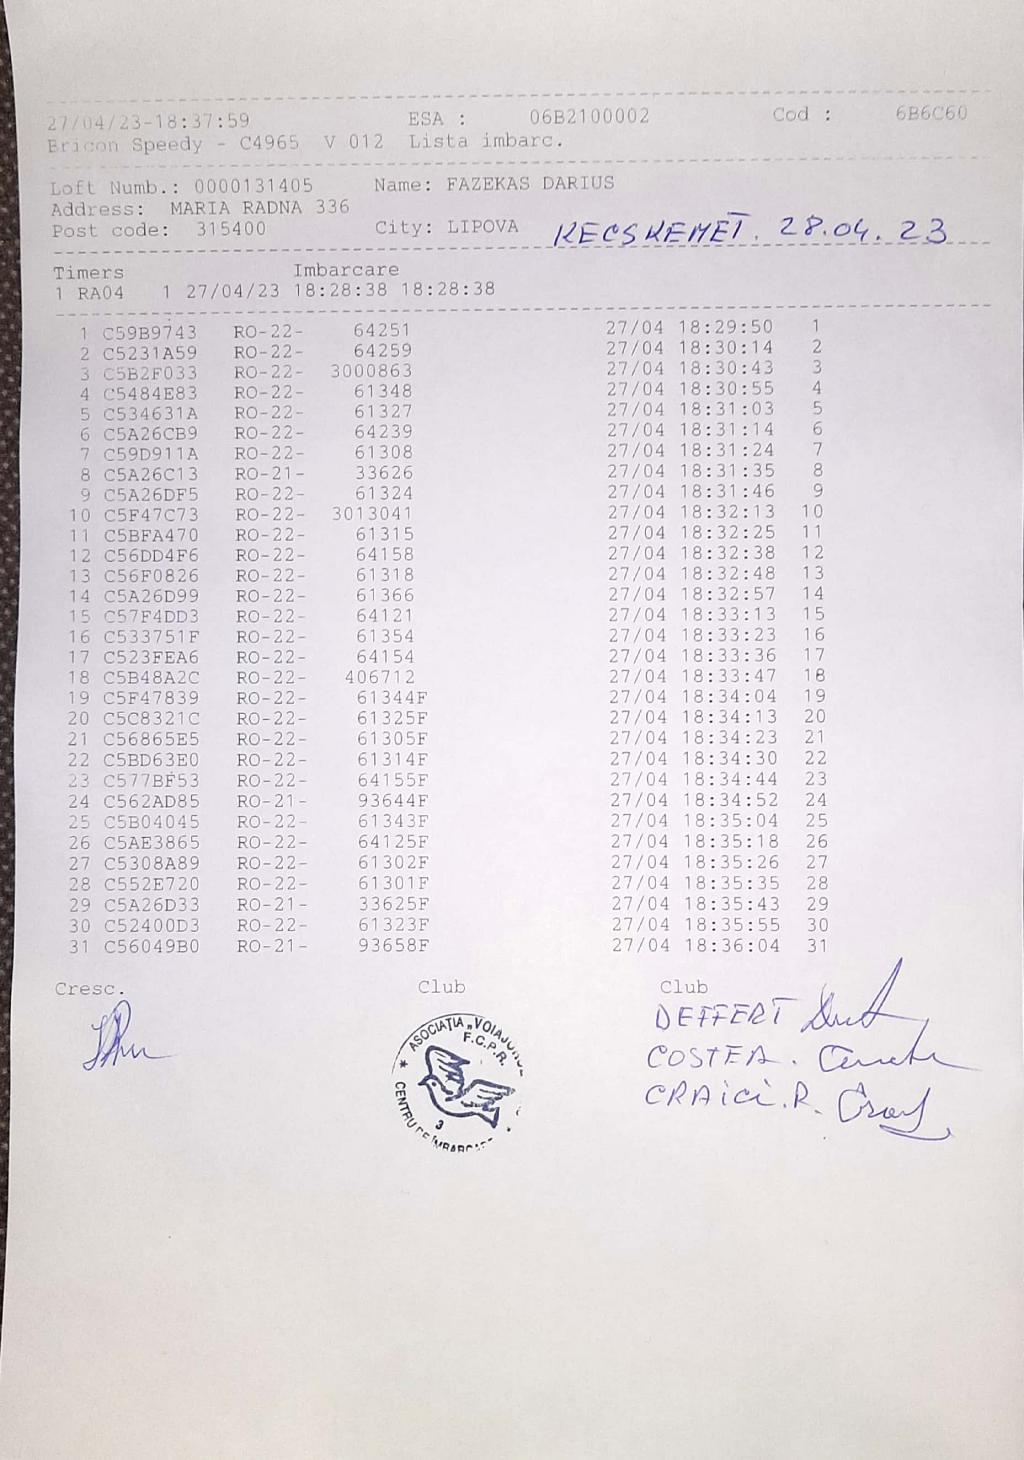 27/04/23-18:37:59 ESA : 06B2100002 Cod : 6B6C60
Bricon Speedy - C4965 V 012 Lista imbarc.
Loft Numb.: 0000131405 Name: FAZEKAS DARIUS
Address: MARIA RADNA 336
Post code: 315400 City: LIPOVA KECSKEMET. 28.04.23
Timers Imbarcare
1 RA04 1 27/04/23 18:28:38 18:28:38
1 C59B9743 RO-22- 64251 27/04 18:29:50 1
2 C5231A59 RO-22- 64259 27/04 18:30:14 2
3 C5B2F033 RO-22- 3000863 27/04 18:30:43 3
4 C5484E83 RO-22- 61348 27/04 18:30:55 4
5 C534631A RO-22- 61327 27/04 18:31:03 5
6 C5A26CB9 RO-22- 64239 27/04 18:31:14 6
7 C59D911A RO-22- 61308 27/04 18:31:24 7
8 C5A26C13 RO-21- 33626 27/04 18:31:35 8
9 C5A26DF5 RO-22- 61324 27/04 18:31:46 9
10 C5F47C73 RO-22- 3013041 27/04 18:32:13 10
11 C5BFA470 RO-22- 61315 27/04 18:32:25 11
12 C56DD4F6 RO-22- 64158 27/04 18:32:38 12
13 C56F0826 RO-22- 61318 27/04 18:32:48 13
14 C5A26D99 RO-22- 61366 27/04 18:32:57 14
15 C57F4DD3 RO-22- 64121 27/04 18:33:13 15
16 C533751F RO-22- 61354 27/04 18:33:23 16
17 C523FEA6 RO-22- 64154 27/04 18:33:36 17
18 C5B48A2C RO-22- 406712 27/04 18:33:47 18
19 C5F47839 RO-22- 61344F 27/04 18:34:04 19
20 C5C8321C RO-22- 61325F 27/04 18:34:13 20
21 C56865E5 RO-22- 61305F 27/04 18:34:23 21
22 C5BD63E0 RO-22- 61314F 27/04 18:34:30 22
23 C577BF53 RO-22- 64155F 27/04 18:34:44 23
24 C562AD85 RO-21- 93644F 27/04 18:34:52 24
25 C5B04045 RO-22- 61343F 27/04 18:35:04 25
26 C5AE3865 RO-22- 64125F 27/04 18:35:18 26
27 C5308A89 RO-22- 61302F 27/04 18:35:26 27
28 C552E720 RO-22- 61301F 27/04 18:35:35 28
29 C5A26D33 RO-21- 33625F 27/04 18:35:43 29
30 C52400D3 RO-22- 61323F 27/04 18:35:55 30
31 C56049B0 RO-21- 93658F 27/04 18:36:04 31
Cresc. Club Club
DEFFERT
COSTEA.
CRAiCi.R.
ASOCIAŢIA „VOIAJORUL
F.C.P.R.
3
CENTRU DE ÎMBARCARE